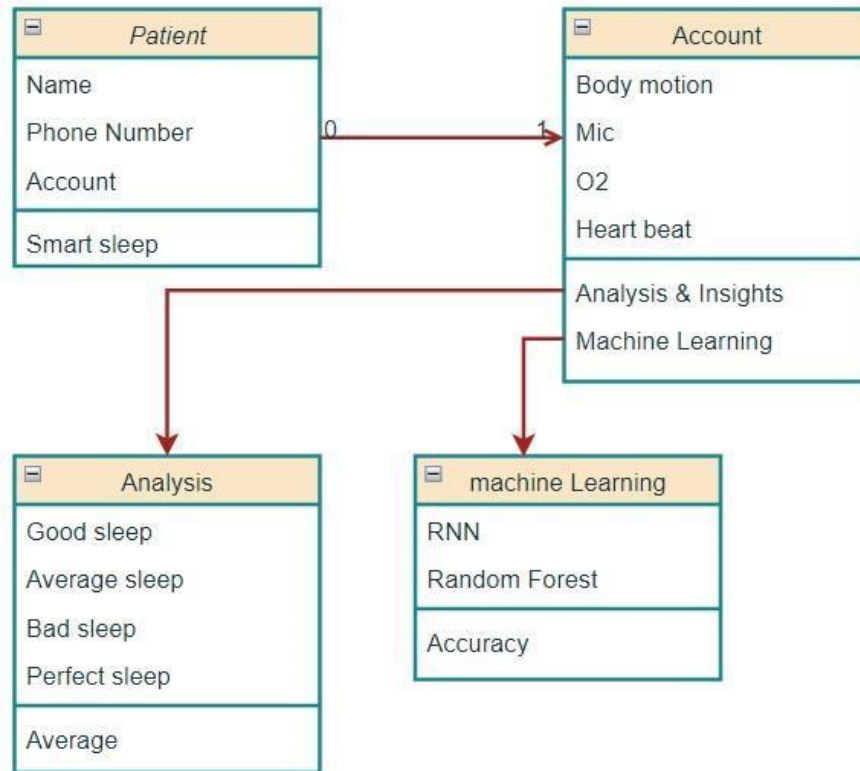 Patient
Name
Phone Number
Account
Smart sleep
0
1
Account
Body motion
Mic
O2
Heart beat
Analysis & Insights
Machine Learning
Analysis
Good sleep
Average sleep
Bad sleep
Perfect sleep
Average
machine Learning
RNN
Random Forest
Accuracy